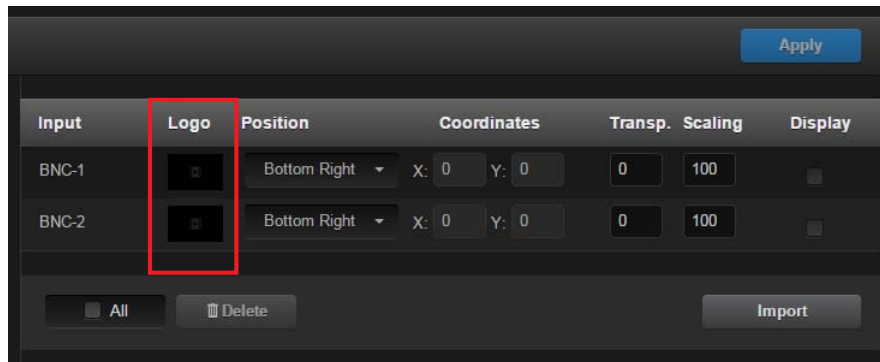 Apply
Input Logo Position Coordinates Transp. Scaling Display
BNC-1 Bottom Right X: 0 Y: 0 0 100
BNC-2 Bottom Right X: 0 Y: 0 0 100
All Delete Import